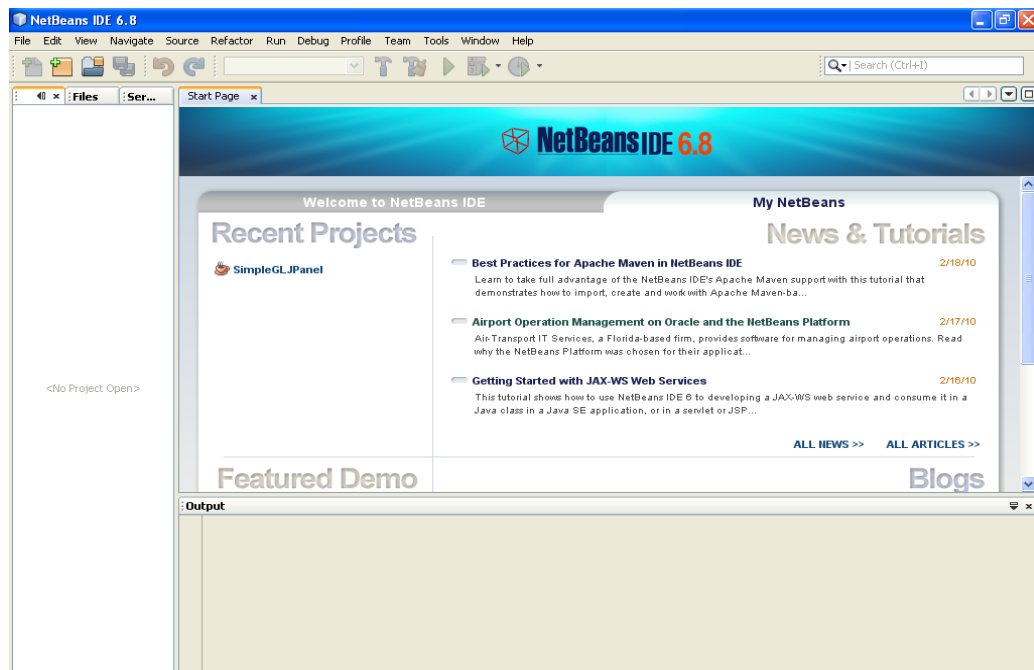 NetBeans IDE 6.8
File Edit View Navigate Source Refactor Run Debug Profile Team Tools Window Help
Search (Ctrl+I)
Files Ser... Start Page
NetBeans IDE 6.8
Welcome to NetBeans IDE My NetBeans
Recent Projects News & Tutorials
SimpleGLJPanel
Best Practices for Apache Maven in NetBeans IDE 2/18/10
Learn to take full advantage of the NetBeans IDE's Apache Maven support with this tutorial that
demonstrates how to import, create and work with Apache Maven-ba...
Airport Operation Management on Oracle and the NetBeans Platform 2/17/10
Air-Transport IT Services, a Florida-based firm, provides software for managing airport operations. Read
why the NetBeans Platform was chosen for their applicat...
Getting Started with JAX-WS Web Services 2/16/10
This tutorial shows how to use NetBeans IDE 6 to developing a JAX-WS web service and consume it in a
Java class in a Java SE application, or in a servlet or JSP...
<No Project Open>
ALL NEWS >> ALL ARTICLES >>
Featured Demo Blogs
Output